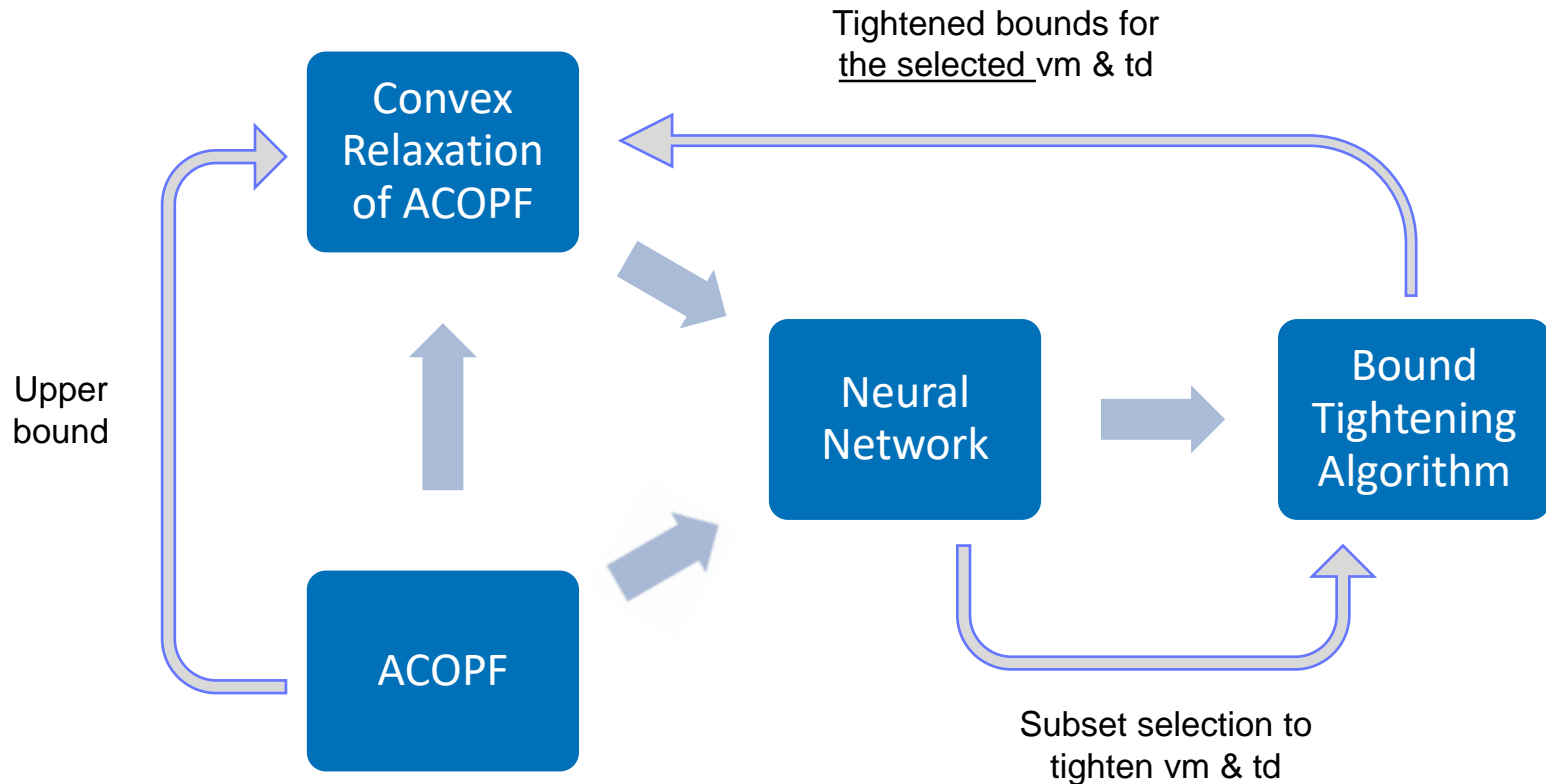 Tightened bounds for
the selected vm & td
Convex
Relaxation
of ACOPF
Upper
bound
Neural
Network
Bound
Tightening
Algorithm
ACOPF
Subset selection to
tighten vm & td